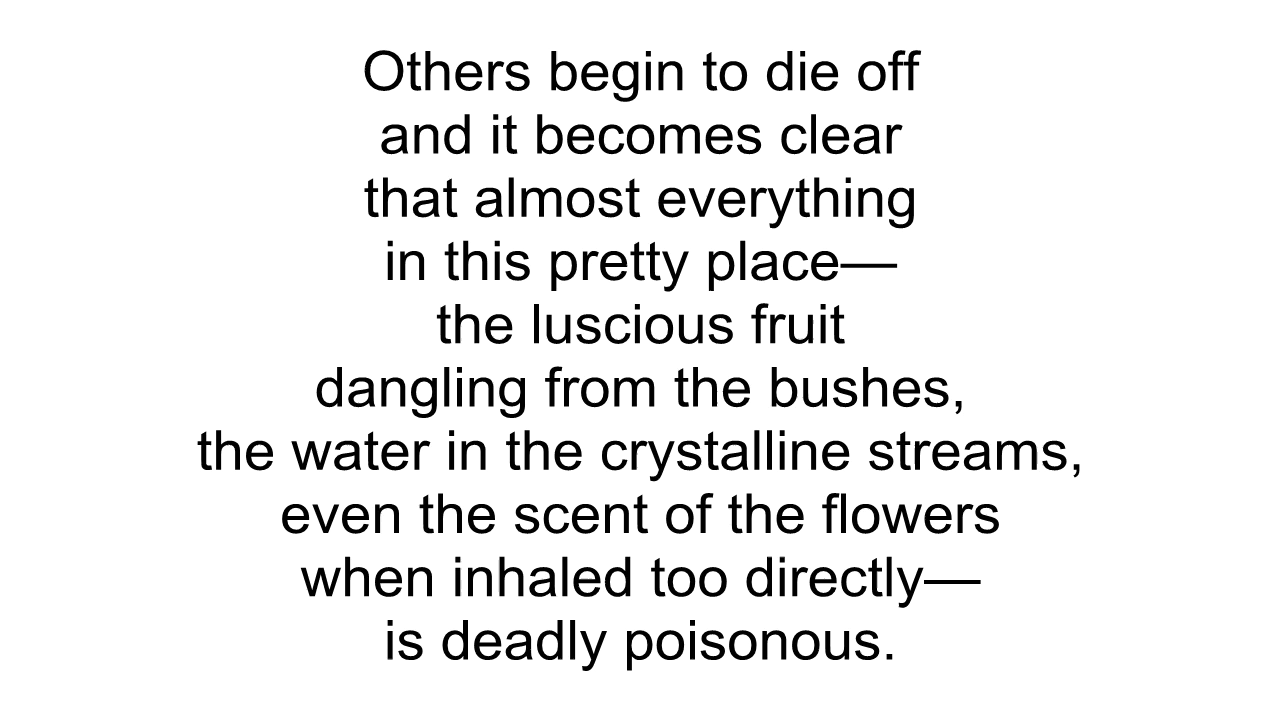 Others begin to die off
and it becomes clear
that almost everything
in this pretty place—
the luscious fruit
dangling from the bushes,
the water in the crystalline streams,
even the scent of the flowers
when inhaled too directly—
is deadly poisonous.